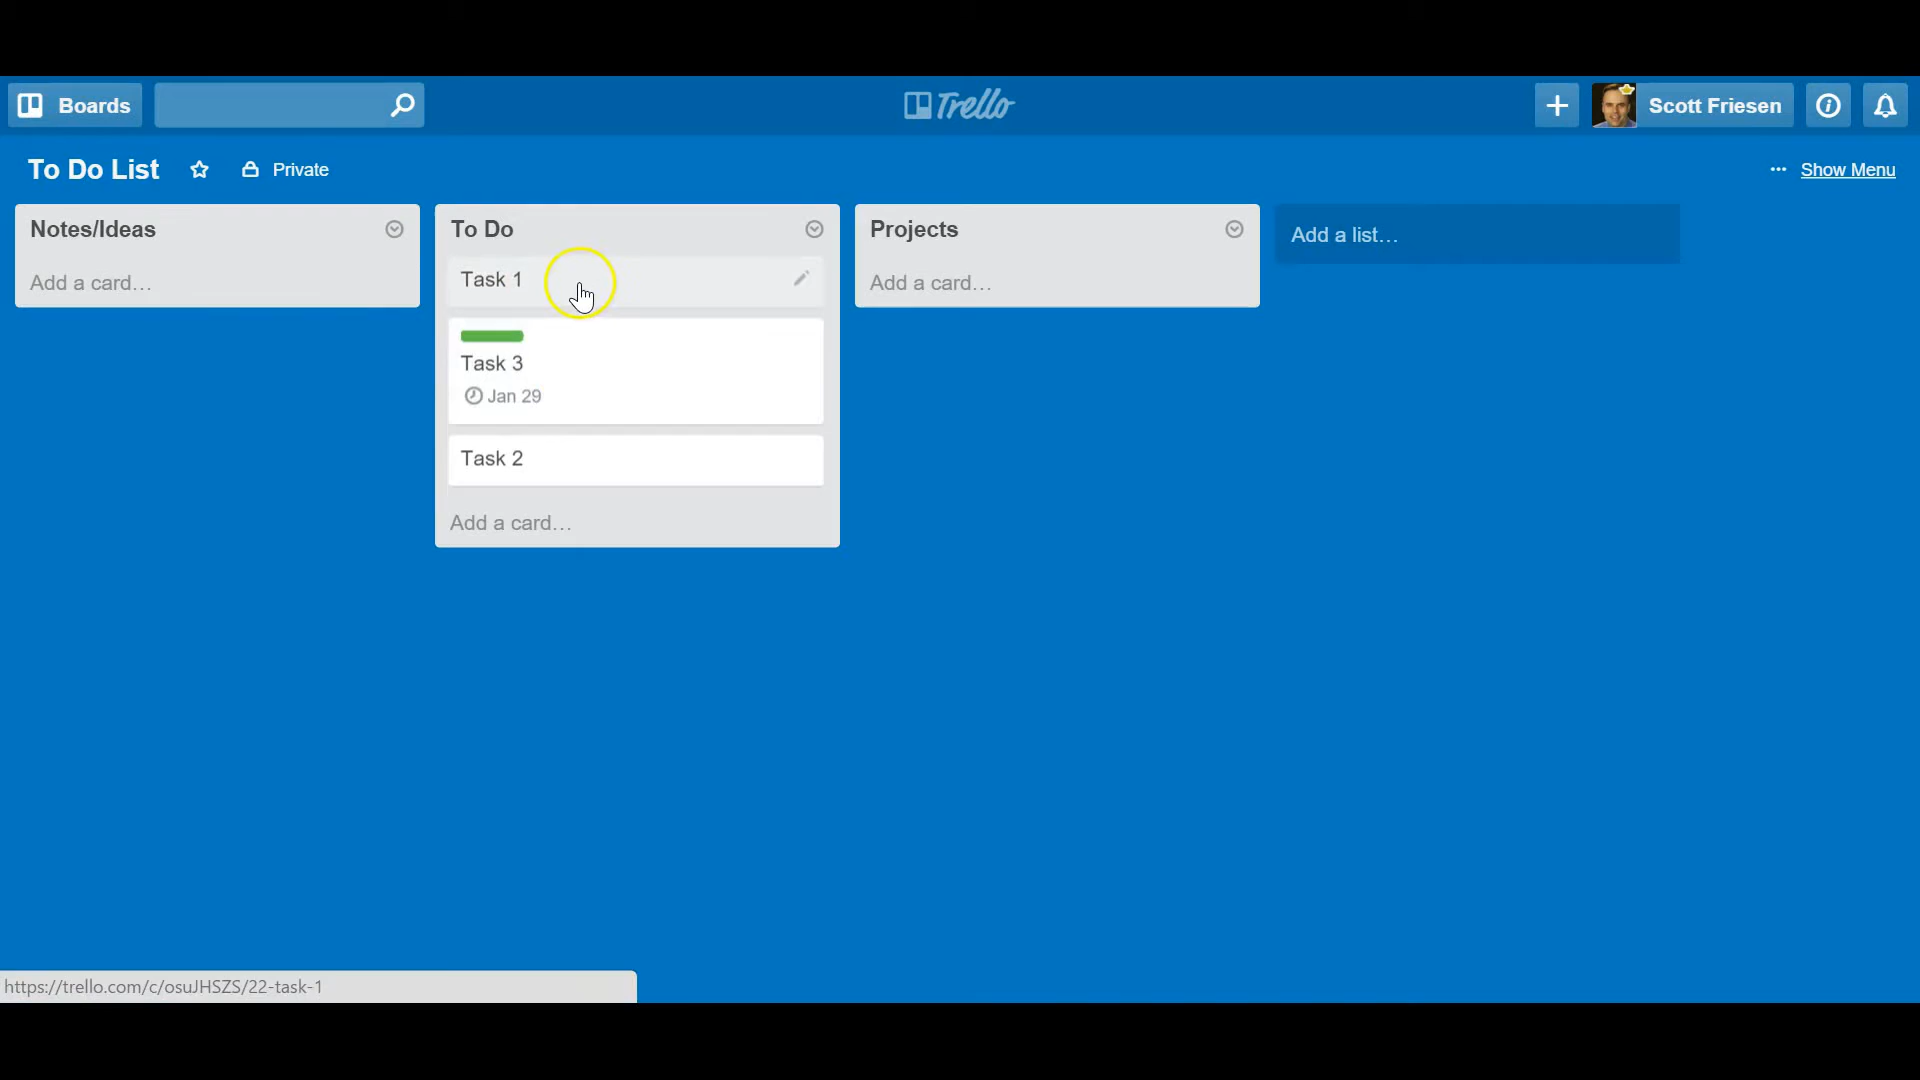 Boards
Trello
Scott Friesen
To Do List
Private
Show Menu
Notes/Ideas
Add a card…
To Do
Task 1
Task 3
Jan 29
Task 2
Add a card…
Projects
Add a card…
Add a list…
https://trello.com/c/osuJHSZS/22-task-1